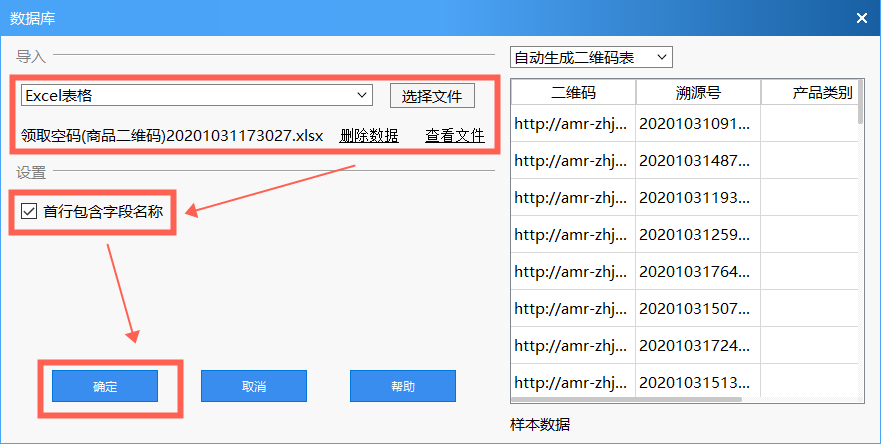 数据库
导入
Excel表格
选择文件
领取空码(商品二维码)20201031173027.xlsx 删除数据 查看文件
设置
首行包含字段名称
确定 取消 帮助
自动生成二维码表
二维码 溯源号 产品类别
http://amr-zhj... 20201031091...
http://amr-zhj... 20201031487...
http://amr-zhj... 20201031193...
http://amr-zhj... 20201031259...
http://amr-zhj... 20201031764...
http://amr-zhj... 20201031507...
http://amr-zhj... 20201031724...
http://amr-zhj... 20201031513...
样本数据